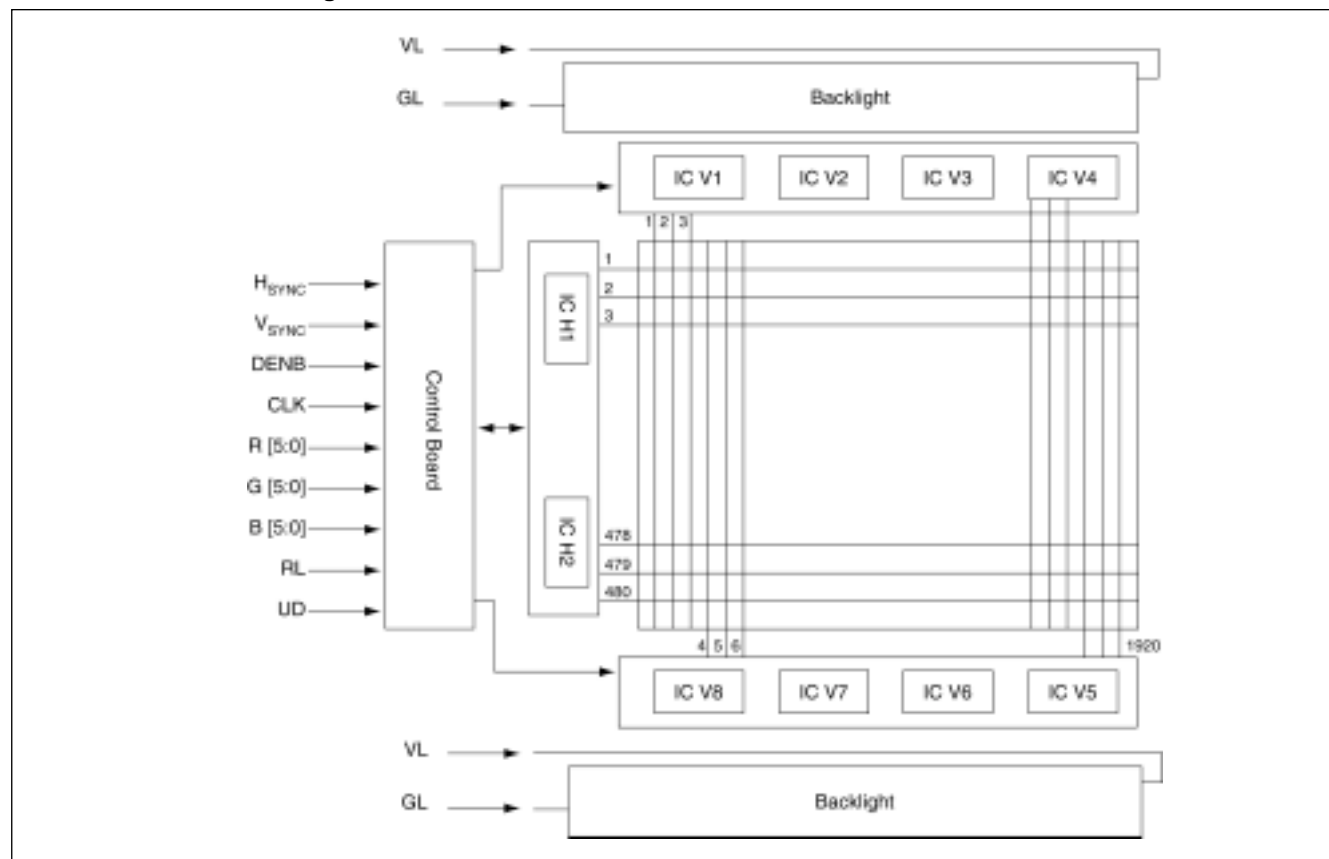 VL
GL
Backlight
IC V1 IC V2 IC V3 IC V4
1 2 3
HSYNC
VSYNC
DENB
CLK
R [5:0]
G [5:0]
B [5:0]
RL
UD
Control Board
IC H1
IC H2
1
2
3
478
479
480
4 5 6 1920
IC V8 IC V7 IC V6 IC V5
VL
GL
Backlight